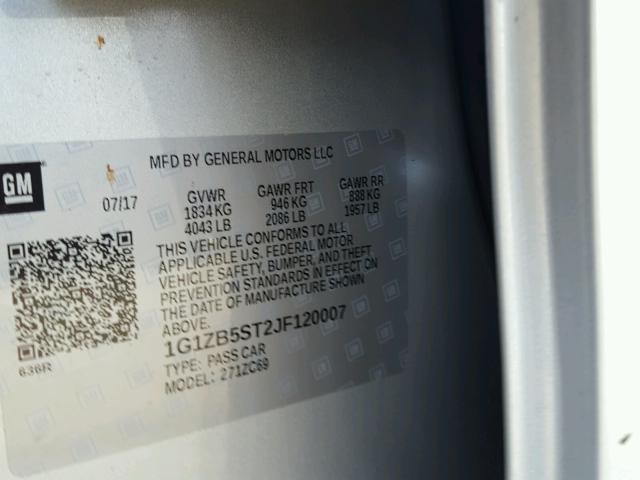 MFD BY GENERAL MOTORS LLC
GM
07/17 GVWR GAWR FRT GAWR RR
1834 KG 946 KG 888 KG
4043 LB 2086 LB 1957 LB
THIS VEHICLE CONFORMS TO ALL
APPLICABLE U.S. FEDERAL MOTOR
VEHICLE SAFETY, BUMPER, AND THEFT
PREVENTION STANDARDS IN EFFECT ON
THE DATE OF MANUFACTURE SHOWN
ABOVE.
1G1ZB5ST2JF120007
636R
TYPE: PASS CAR
MODEL: 271ZC69